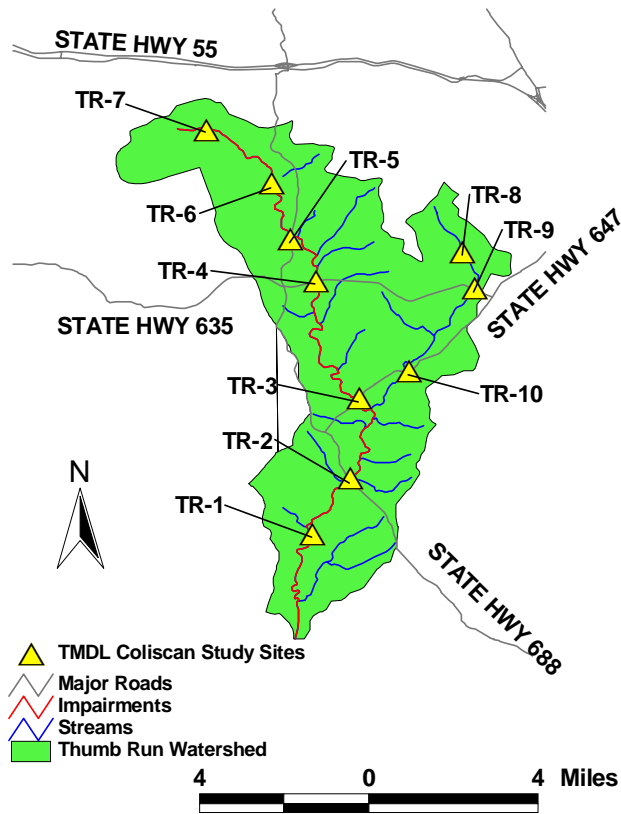 STATE HWY 55
TR-7
TR-5
TR-6
TR-8
TR-9
TR-4
STATE HWY 647
STATE HWY 635
TR-3
TR-10
TR-2
N
TR-1
STATE HWY 688
TMDL Coliscan Study Sites
Major Roads
Impairments
Streams
Thumb Run Watershed
4 0 4 Miles